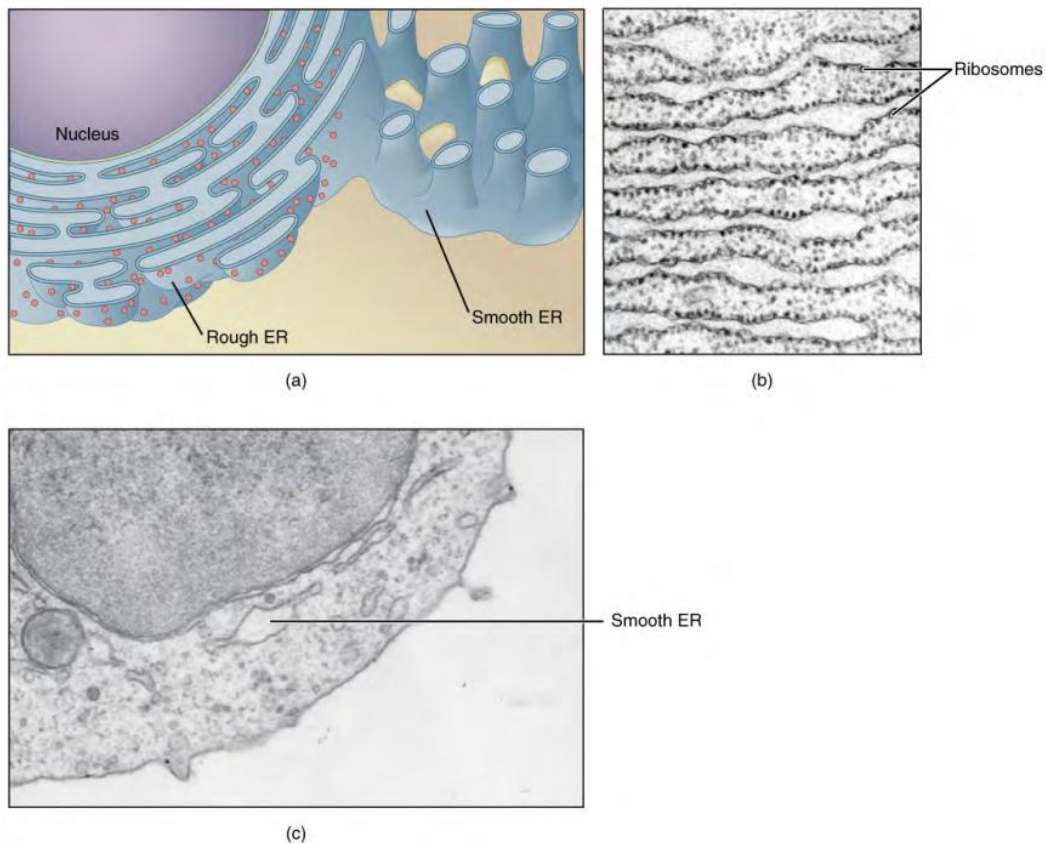 Nucleus
Rough ER
Smooth ER
(a)
Ribosomes
(b)
Smooth ER
(c)